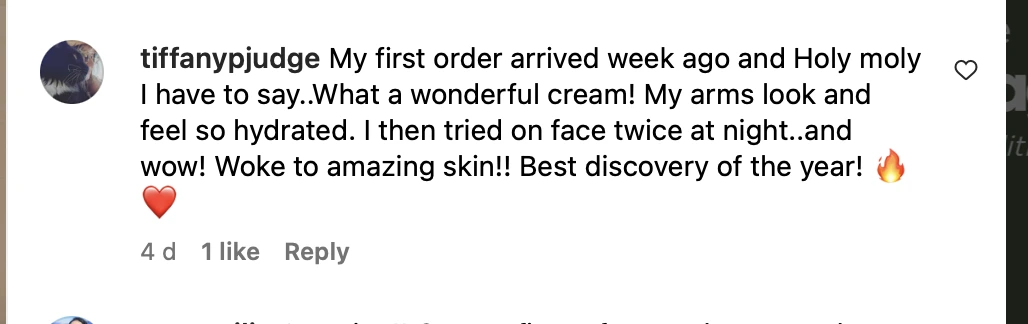 tiffanypjudge My first order arrived week ago and Holy moly
I have to say..What a wonderful cream! My arms look and
feel so hydrated. I then tried on face twice at night..and
wow! Woke to amazing skin!! Best discovery of the year! 🔥
❤️
4 d 1 like Reply